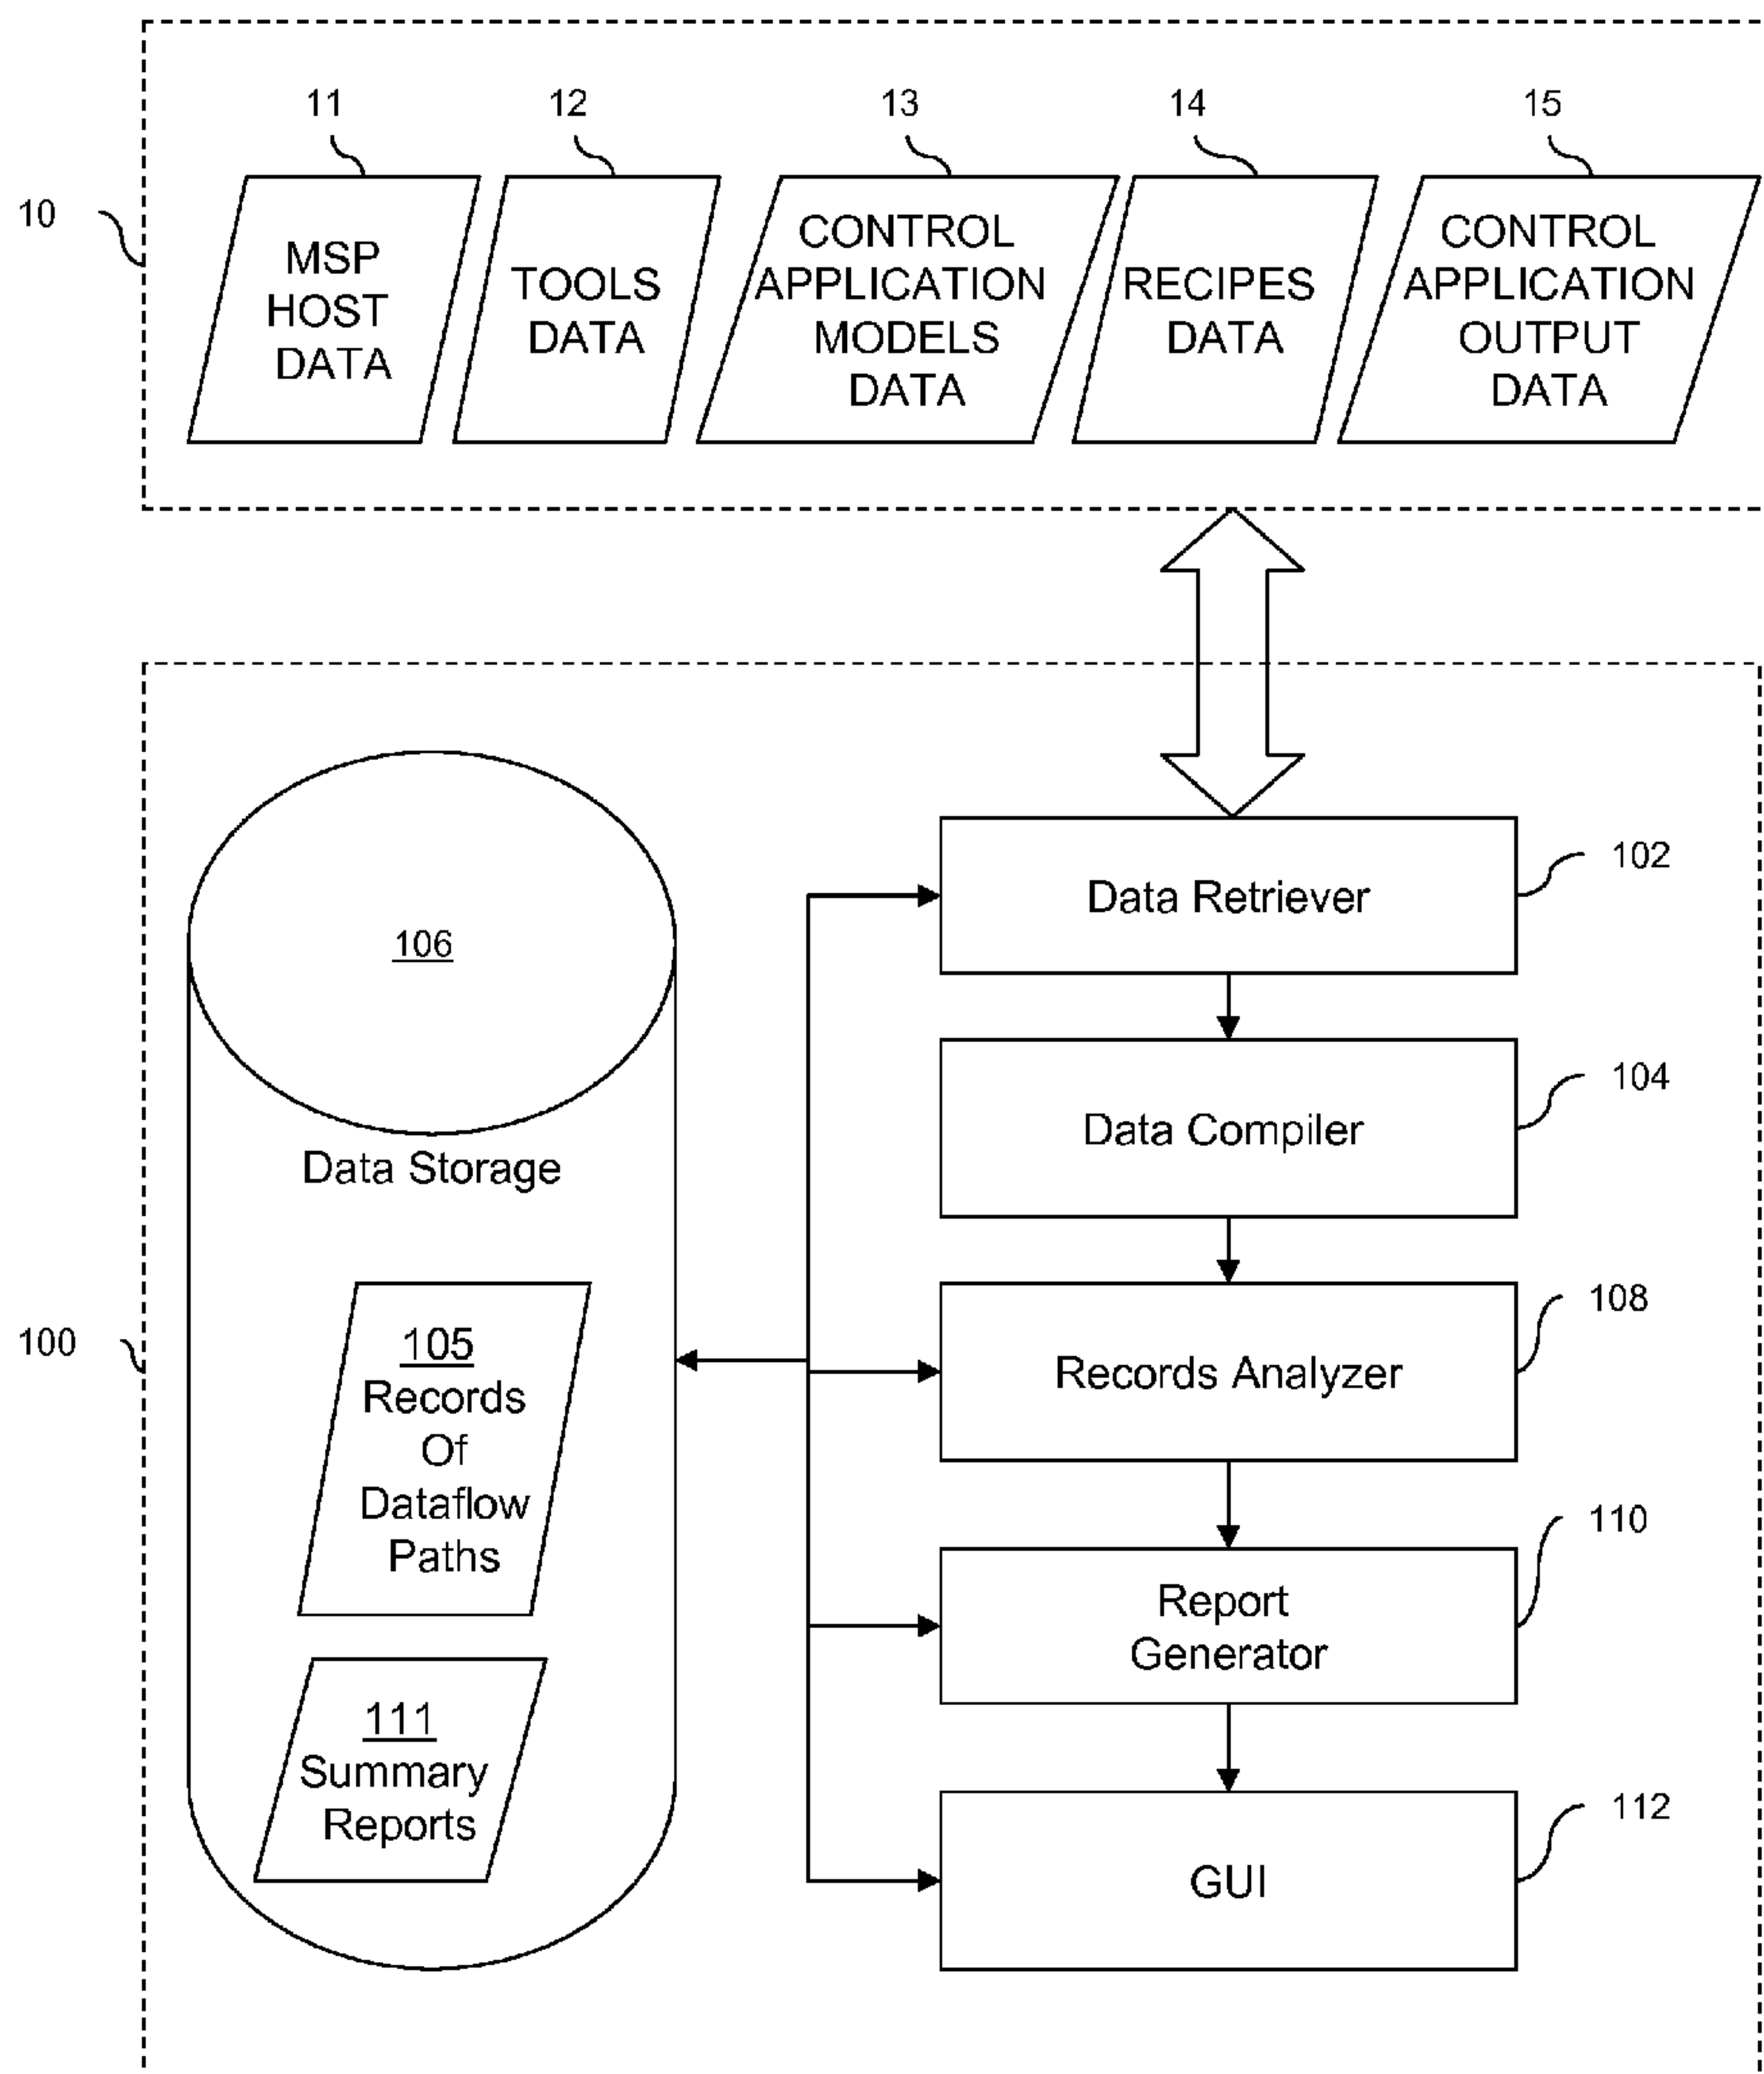 11
12
13
14
15
10
MSP
HOST
DATA
TOOLS
DATA
CONTROL
APPLICATION
MODELS
DATA
RECIPES
DATA
CONTROL
APPLICATION
OUTPUT
DATA
100
106
Data Storage
105
Records
Of
Dataflow
Paths
111
Summary
Reports
Data Retriever
102
Data Compiler
104
Records Analyzer
108
Report
Generator
110
GUI
112